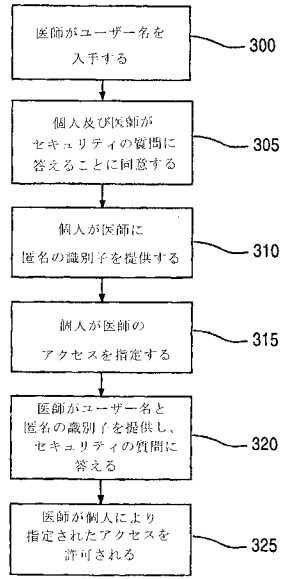 医師がユーザー名を
入手する
300
個人及び医師が
セキュリティの質問に
答えることに同意する
305
個人が医師に
匿名の識別子を提供する
310
個人が医師の
アクセスを指定する
315
医師がユーザー名と
匿名の識別子を提供し、
セキュリティの質問に
答える
320
医師が個人により
指定されたアクセスを
許可される
325